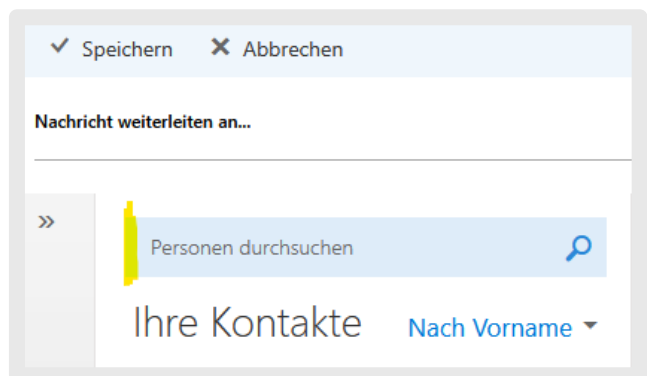 Speichern Abbrechen
Nachricht weiterleiten an...
Personen durchsuchen
Ihre Kontakte Nach Vorname